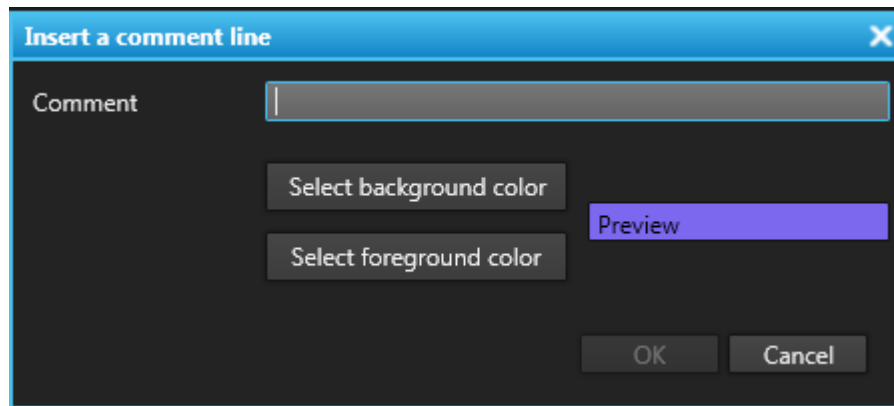 Insert a comment line
Comment
Select background color
Preview
Select foreground color
OK
Cancel